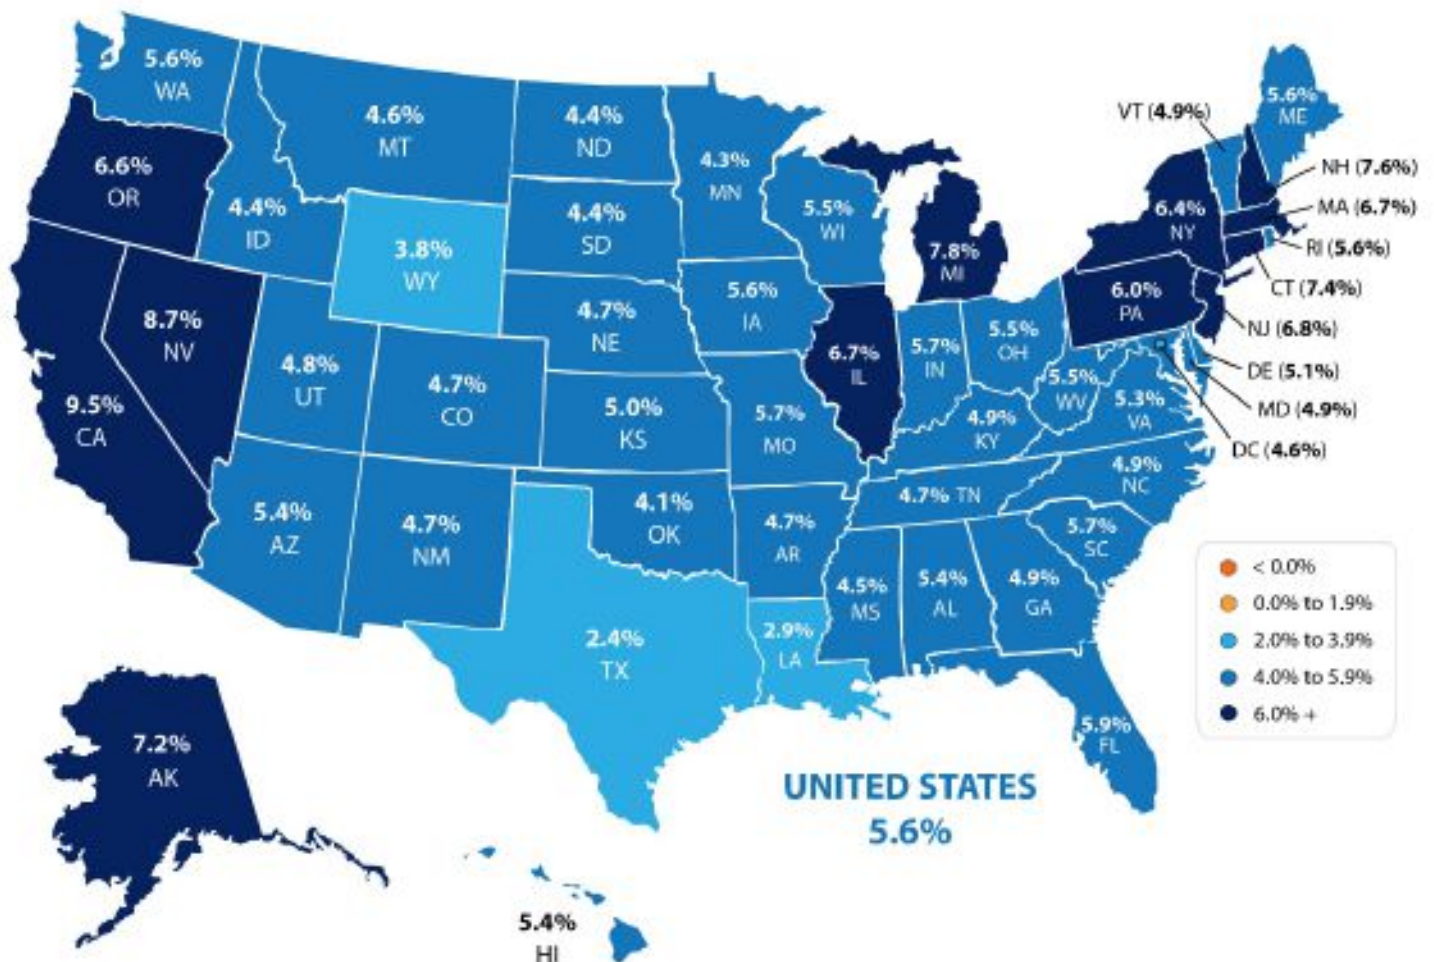 5.6%
WA
4.6%
MT
4.4%
ND
4.3%
MN
5.6%
ME
VT (4.9%)
6.6%
OR
4.4%
ID
3.8%
WY
4.4%
SD
5.5%
WI
7.8%
MI
6.4%
NY
NH (7.6%)
MA (6.7%)
RI (5.6%)
CT (7.4%)
NJ (6.8%)
DE (5.1%)
MD (4.9%)
DC (4.6%)
8.7%
NV
9.5%
CA
4.8%
UT
4.7%
CO
4.7%
NE
5.0%
KS
5.6%
IA
5.7%
MO
6.7%
IL
5.7%
IN
5.5%
OH
6.0%
PA
5.5%
WV
5.3%
VA
4.9%
KY
4.9%
NC
4.7% TN
5.4%
AZ
4.7%
NM
4.1%
OK
4.7%
AR
5.7%
SC
4.5%
MS
5.4%
AL
4.9%
GA
2.4%
TX
2.9%
LA
5.9%
FL
7.2%
AK
5.4%
HI
< 0.0%
0.0% to 1.9%
2.0% to 3.9%
4.0% to 5.9%
6.0% +
UNITED STATES
5.6%